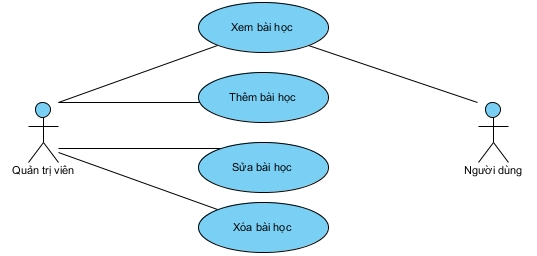 Xem bài học
Thêm bài học
Quản trị viên
Người dùng
Sửa bài học
Xóa bài học